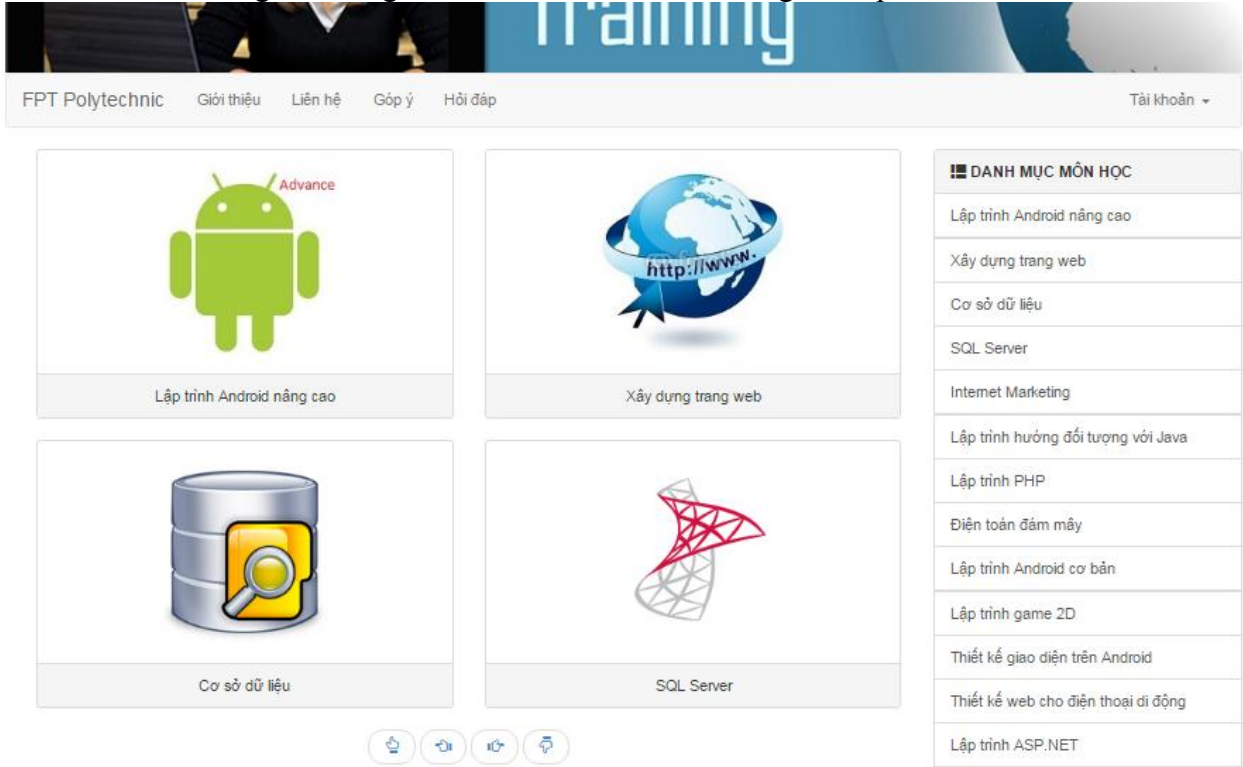 Training
FPT Polytechnic Giới thiệu Liên hệ Góp ý Hỏi đáp Tài khoản
Advance
Lập trình Android nâng cao
http://www.
Xây dựng trang web
Cơ sở dữ liệu
SQL Server
DANH MỤC MÔN HỌC
Lập trình Android nâng cao
Xây dựng trang web
Cơ sở dữ liệu
SQL Server
Internet Marketing
Lập trình hướng đối tượng với Java
Lập trình PHP
Điện toán đám mây
Lập trình Android cơ bản
Lập trình game 2D
Thiết kế giao diện trên Android
Thiết kế web cho điện thoại di động
Lập trình ASP.NET